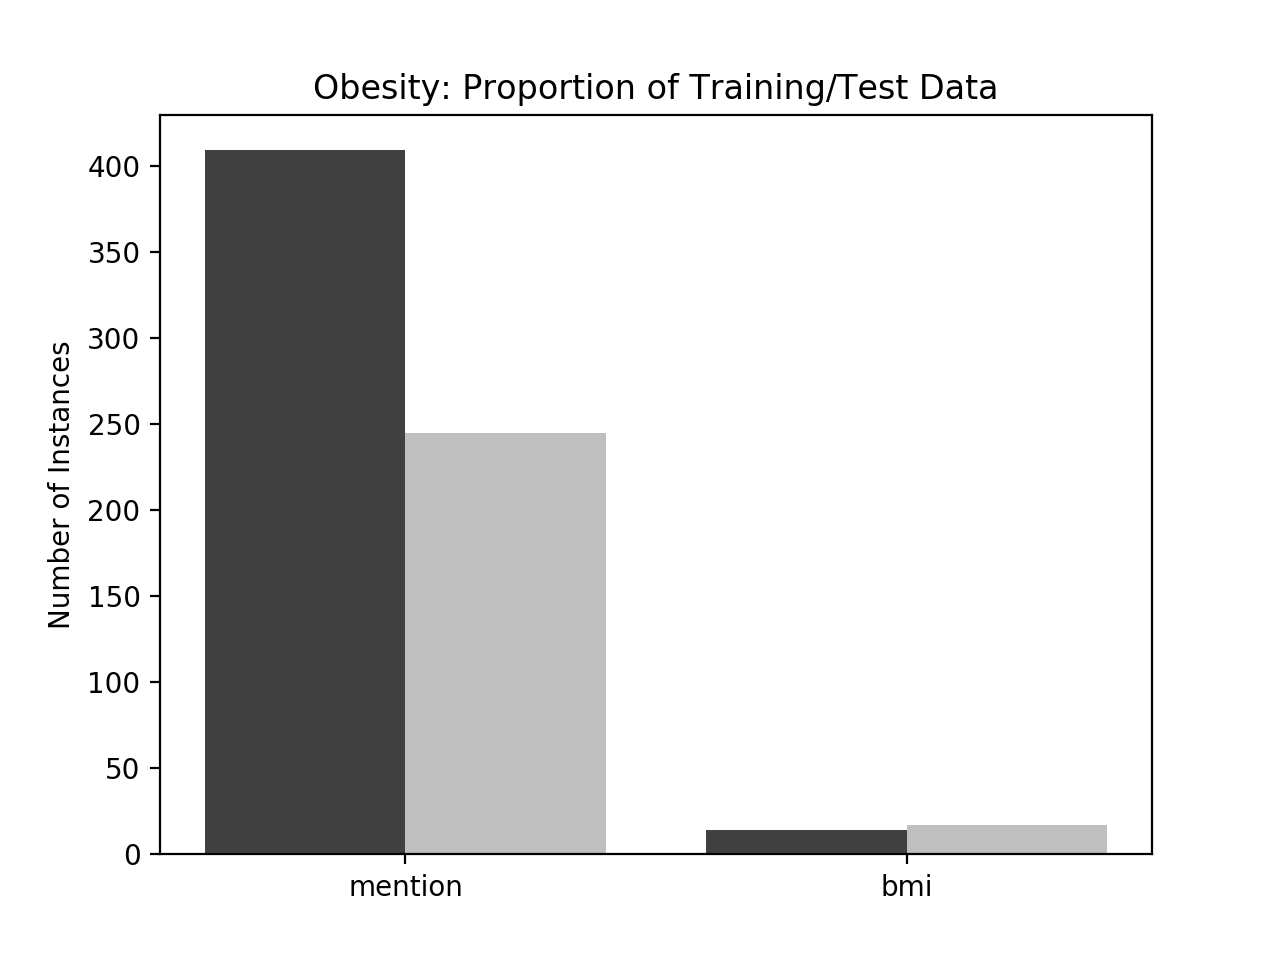 Obesity: Proportion of Training/Test Data
Number of Instances
400
350
300
250
200
150
100
50
0
mention
bmi